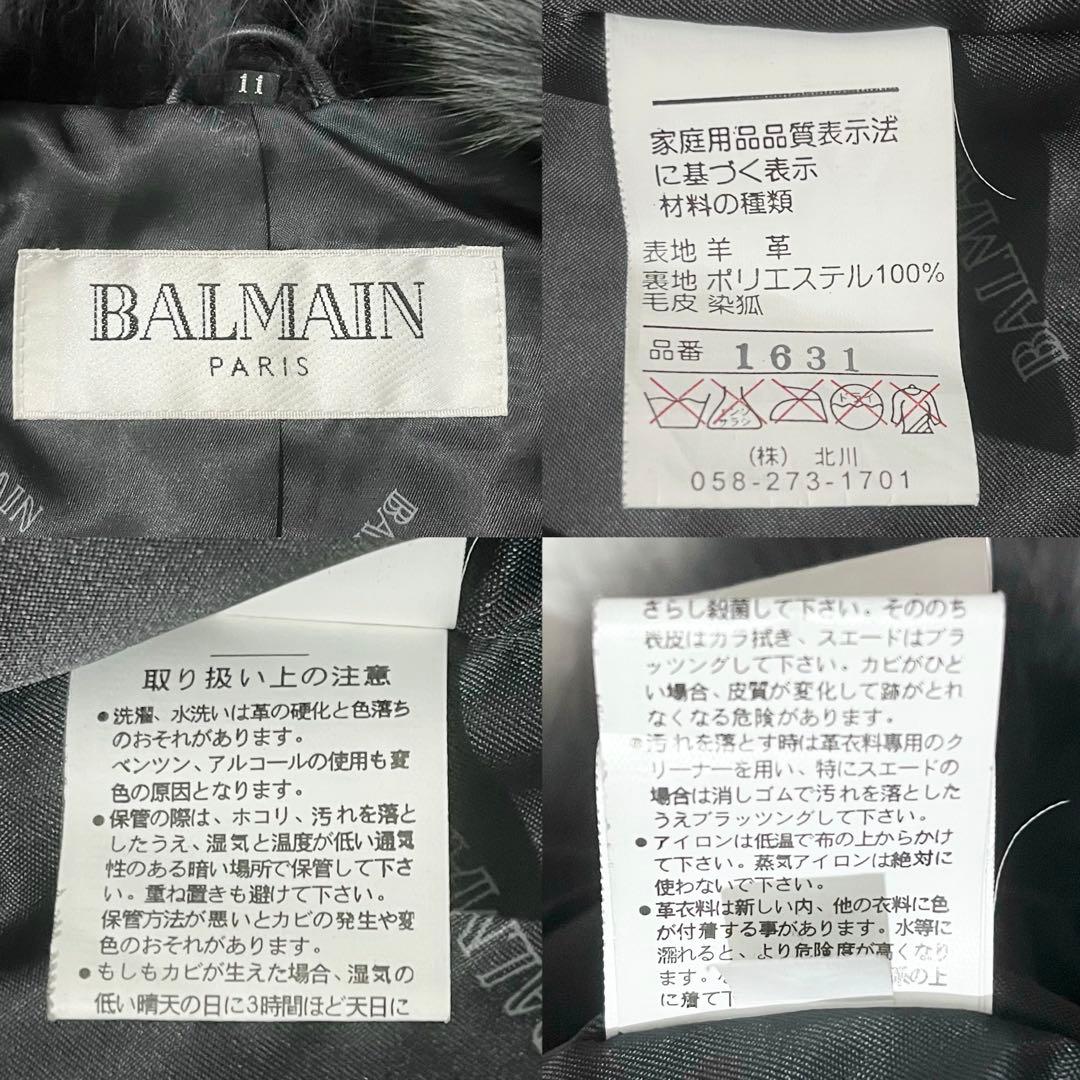 11
BALMAIN
PARIS
BALMAIN
家庭用品品質表示法
に基づく表示
材料の種類
表地 羊 革
裏地 ポリエステル100%
毛皮 染狐
品番 1631
エンソ
サラシ
ドライ
(株) 北川
058-273-1701
取り扱い上の注意
●洗濯、水洗いは革の硬化と色落ち
のおそれがあります。
ベンツン、アルコールの使用も変
色の原因となります。
●保管の際は、ホコリ、汚れを落と
したうえ、湿気と温度が低い通気
性のある暗い場所で保管して下さ
い。重ね置きも避けて下さい。
保管方法が悪いとカビの発生や変
色のおそれがあります。
●もしもカビが生えた場合、湿気の
低い晴天の日に3時間ほど天日に
さらし殺菌して下さい。そののち
表皮はカラ拭き、スエードはブラ
ッツングして下さい。カビがひど
い場合、皮質が変化して跡がとれ
なくなる危険があります。
●汚れを落とす時は革衣料専用のク
リーナーを用い、特にスエードの
場合は消しゴムで汚れを落とした
うえブラッツングして下さい。
●アイロンは低温で布の上からかけ
て下さい。蒸気アイロンは絶対に
使わないで下さい。
●革衣料は新しい内、他の衣料に色
が付着する事があります。水等に
濡れると、より危険度が高くなり
ます。
の上
に着て下